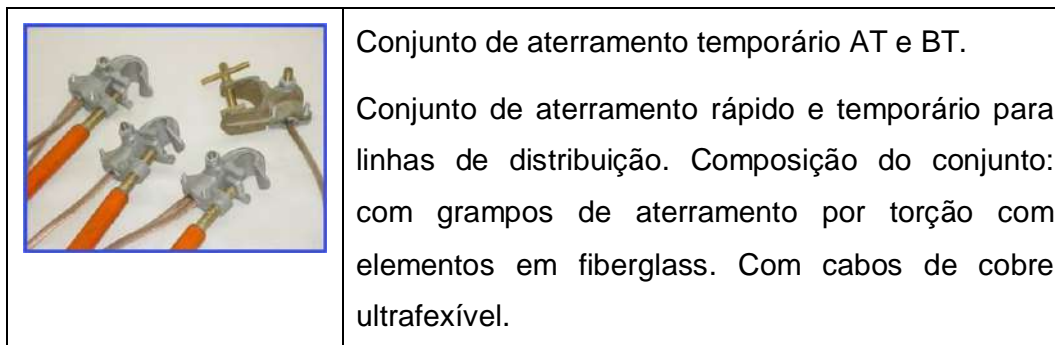 Conjunto de aterramento temporário AT e BT.
Conjunto de aterramento rápido e temporário para
linhas de distribuição. Composição do conjunto:
com grampos de aterramento por torção com
elementos em fiberglass. Com cabos de cobre
ultrafexível.